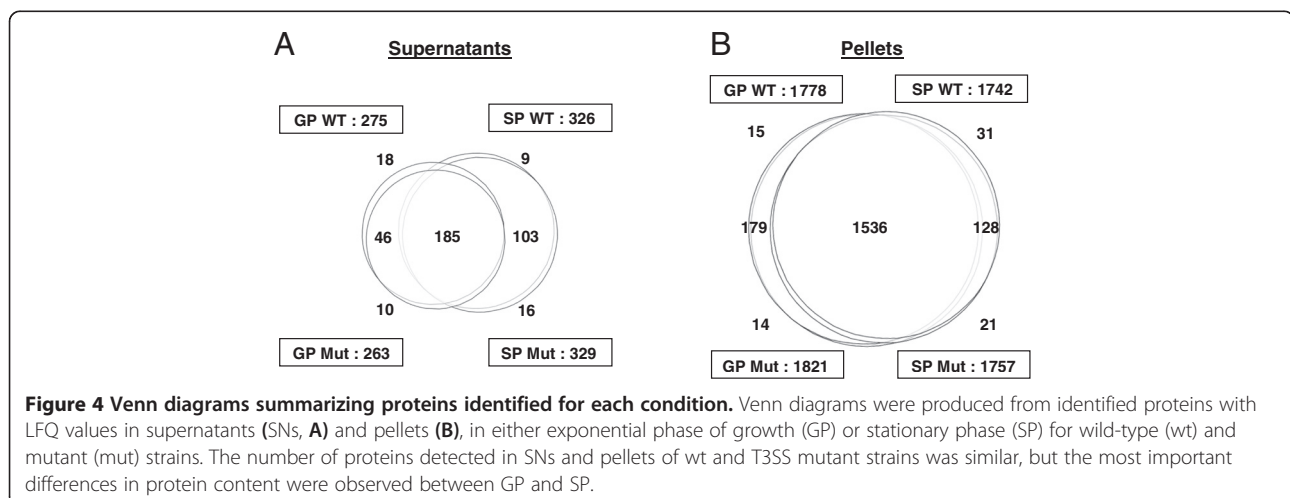 A
Supernatants
GP WT : 275
SP WT : 326
18
9
46
185
103
10
16
GP Mut : 263
SP Mut : 329
B
Pellets
GP WT : 1778
SP WT : 1742
15
31
179
1536
128
14
21
GP Mut : 1821
SP Mut : 1757
Figure 4 Venn diagrams summarizing proteins identified for each condition. Venn diagrams were produced from identified proteins with
LFQ values in supernatants (SNs, A) and pellets (B), in either exponential phase of growth (GP) or stationary phase (SP) for wild-type (wt) and
mutant (mut) strains. The number of proteins detected in SNs and pellets of wt and T3SS mutant strains was similar, but the most important
differences in protein content were observed between GP and SP.